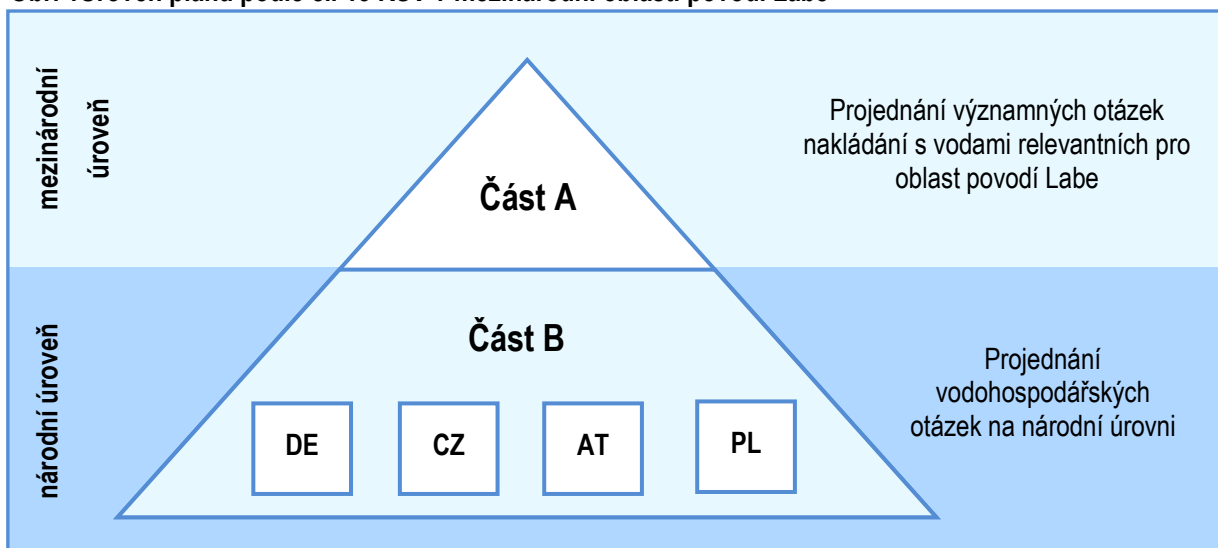 mezinárodní
úroveň
Projednání významných otázek
nakládání s vodami relevantních pro
oblast povodí Labe
Část A
národní úroveň
Část B
Projednání
vodohospodářských
otázek na národní úrovni
DE
CZ
AT
PL